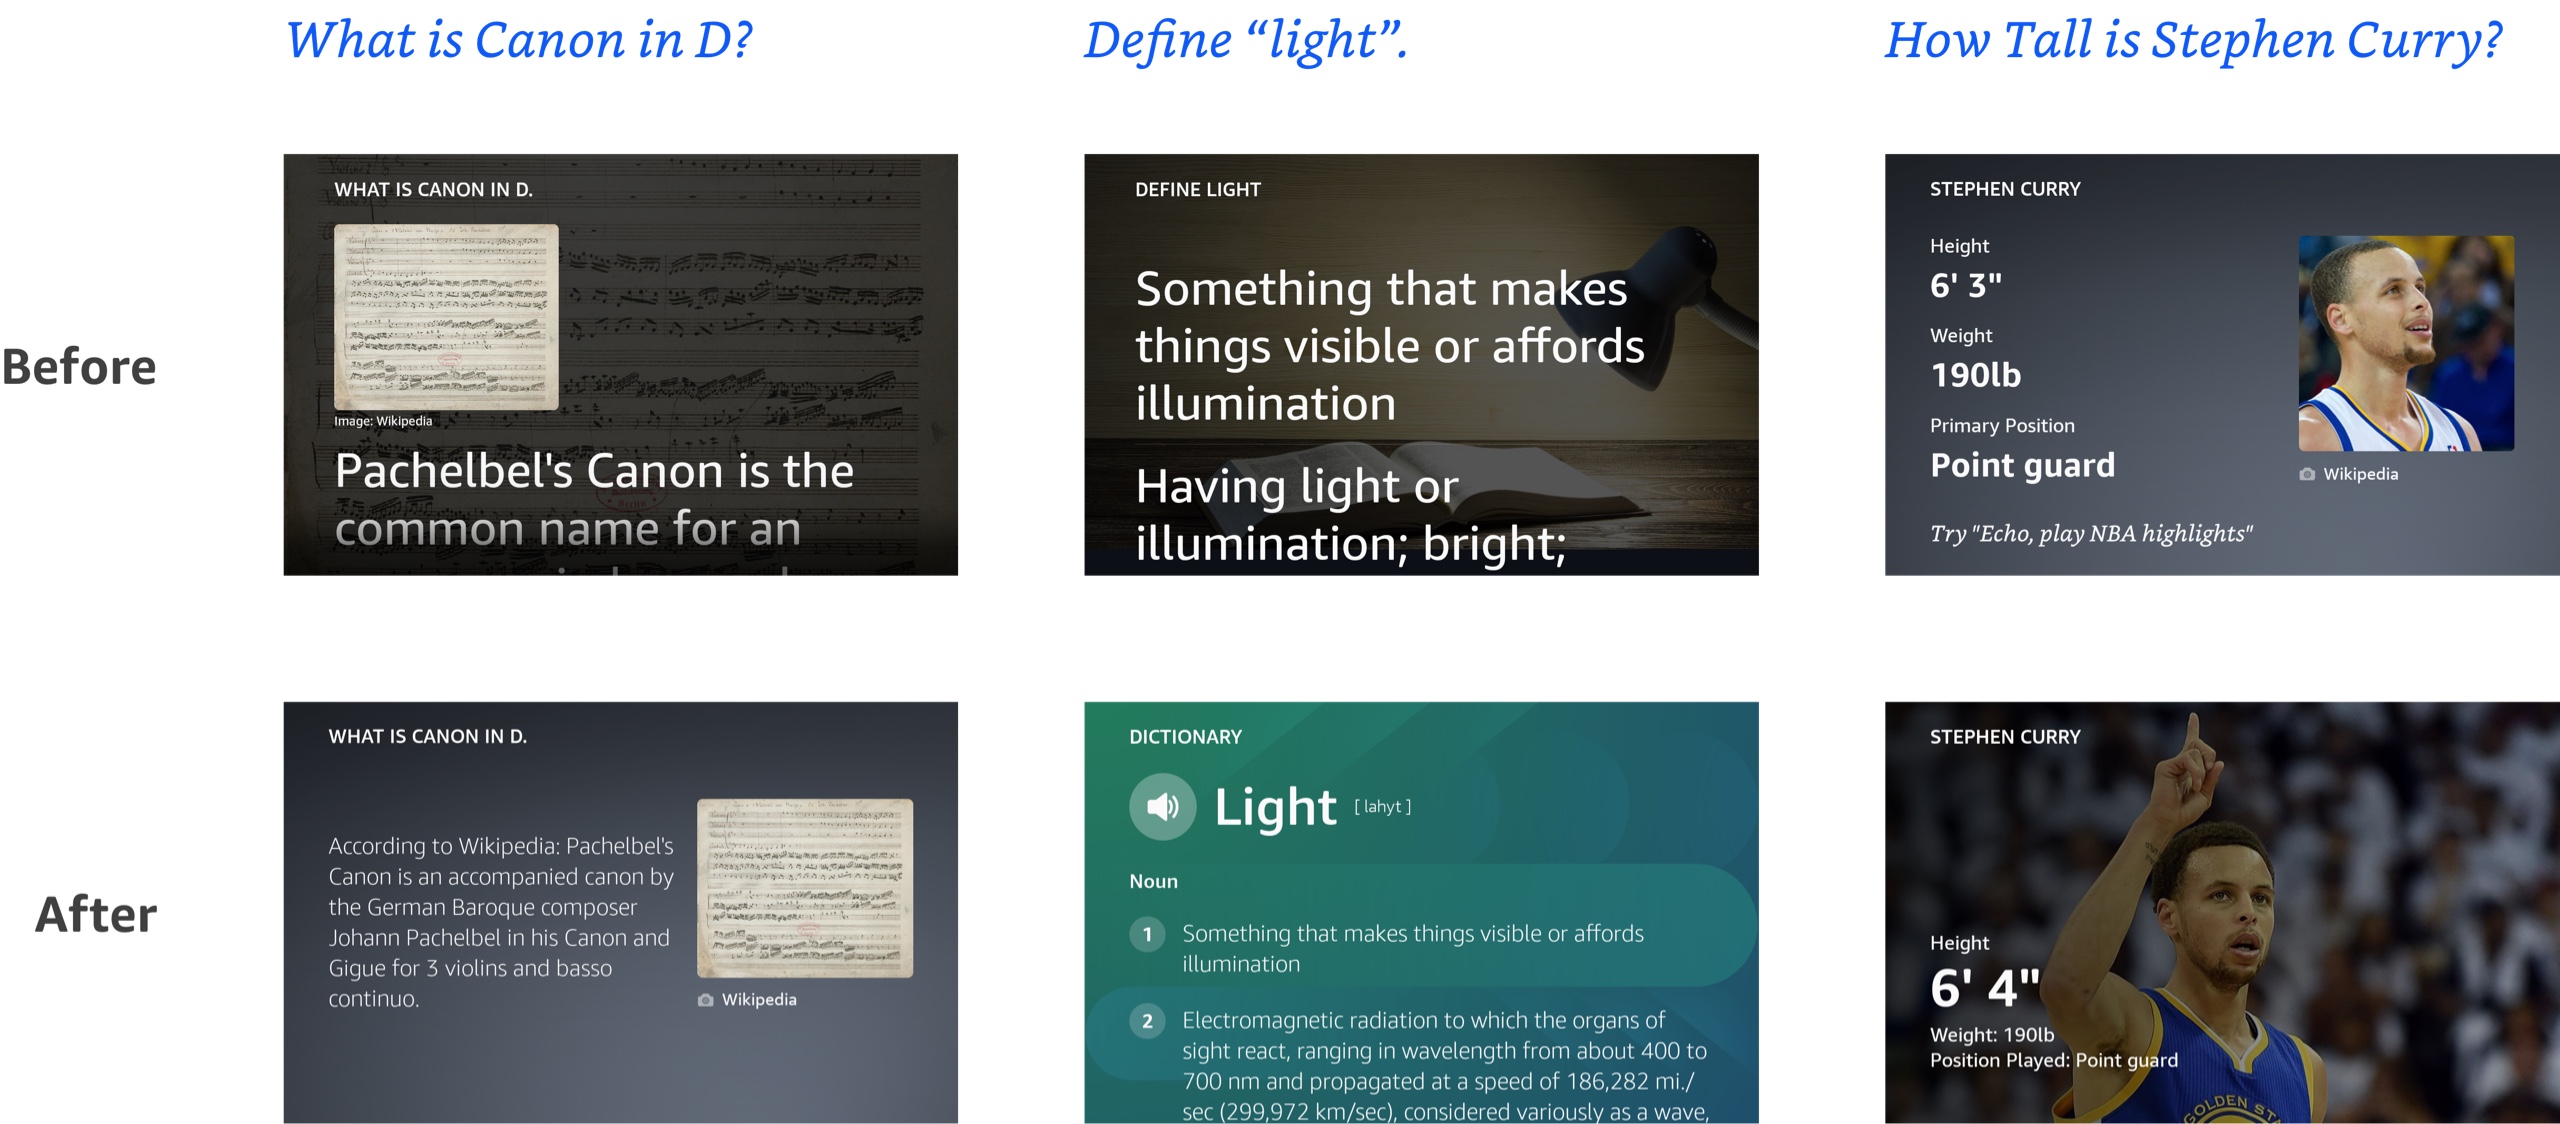 What is Canon in D?
Define “light”.
How Tall is Stephen Curry?
Before
WHAT IS CANON IN D.
Image: Wikipedia
Pachelbel's Canon is the
common name for an
DEFINE LIGHT
Something that makes
things visible or affords
illumination
Having light or
illumination; bright;
STEPHEN CURRY
Height
6' 3"
Weight
190lb
Primary Position
Point guard
Wikipedia
Try "Echo, play NBA highlights"
After
WHAT IS CANON IN D.
According to Wikipedia: Pachelbel's
Canon is an accompanied canon by
the German Baroque composer
Johann Pachelbel in his Canon and
Gigue for 3 violins and basso
continuo.
Wikipedia
DICTIONARY
Light [ lahyt ]
Noun
1 Something that makes things visible or affords
illumination
2 Electromagnetic radiation to which the organs of
sight react, ranging in wavelength from about 400 to
700 nm and propagated at a speed of 186,282 mi./
sec (299,972 km/sec), considered variously as a wave,
STEPHEN CURRY
Height
6' 4"
Weight: 190lb
Position Played: Point guard
GOLDEN